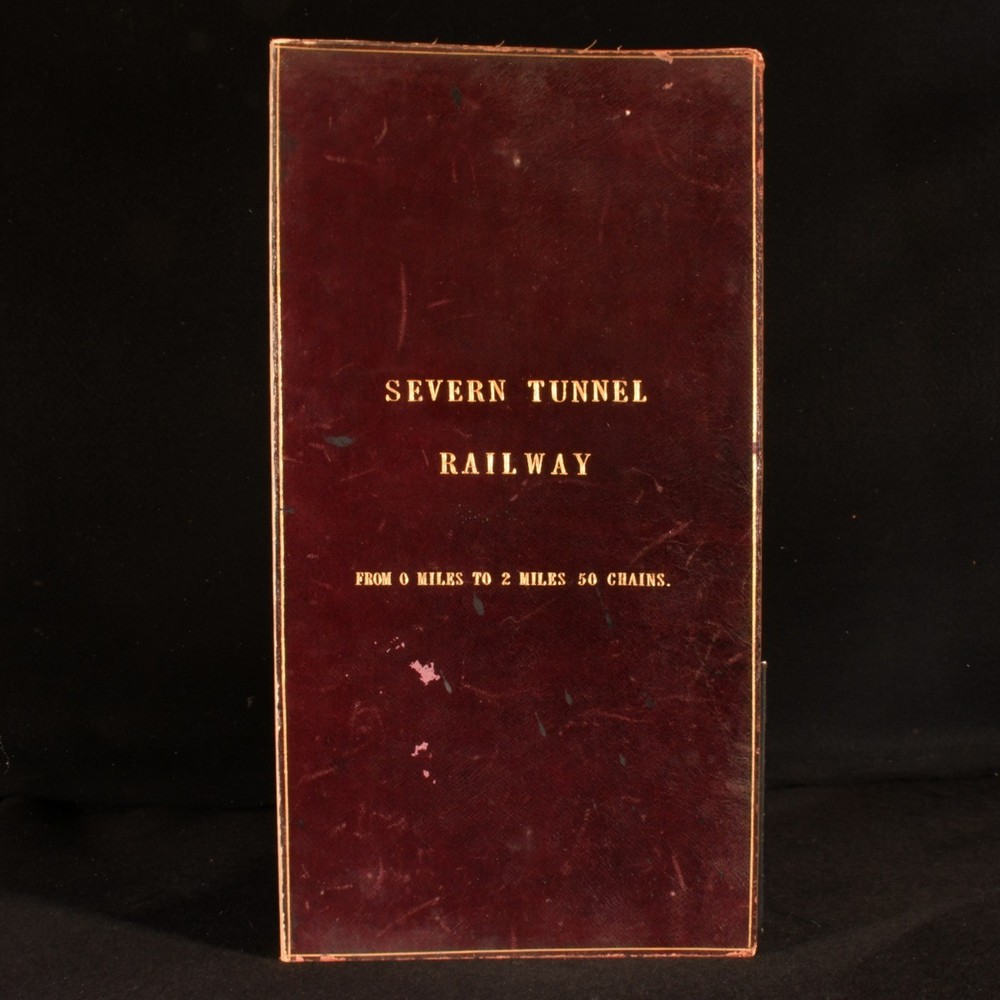 SEVERN TUNNEL
RAILWAY
FROM 0 MILES TO 2 MILES 50 CHAINS.